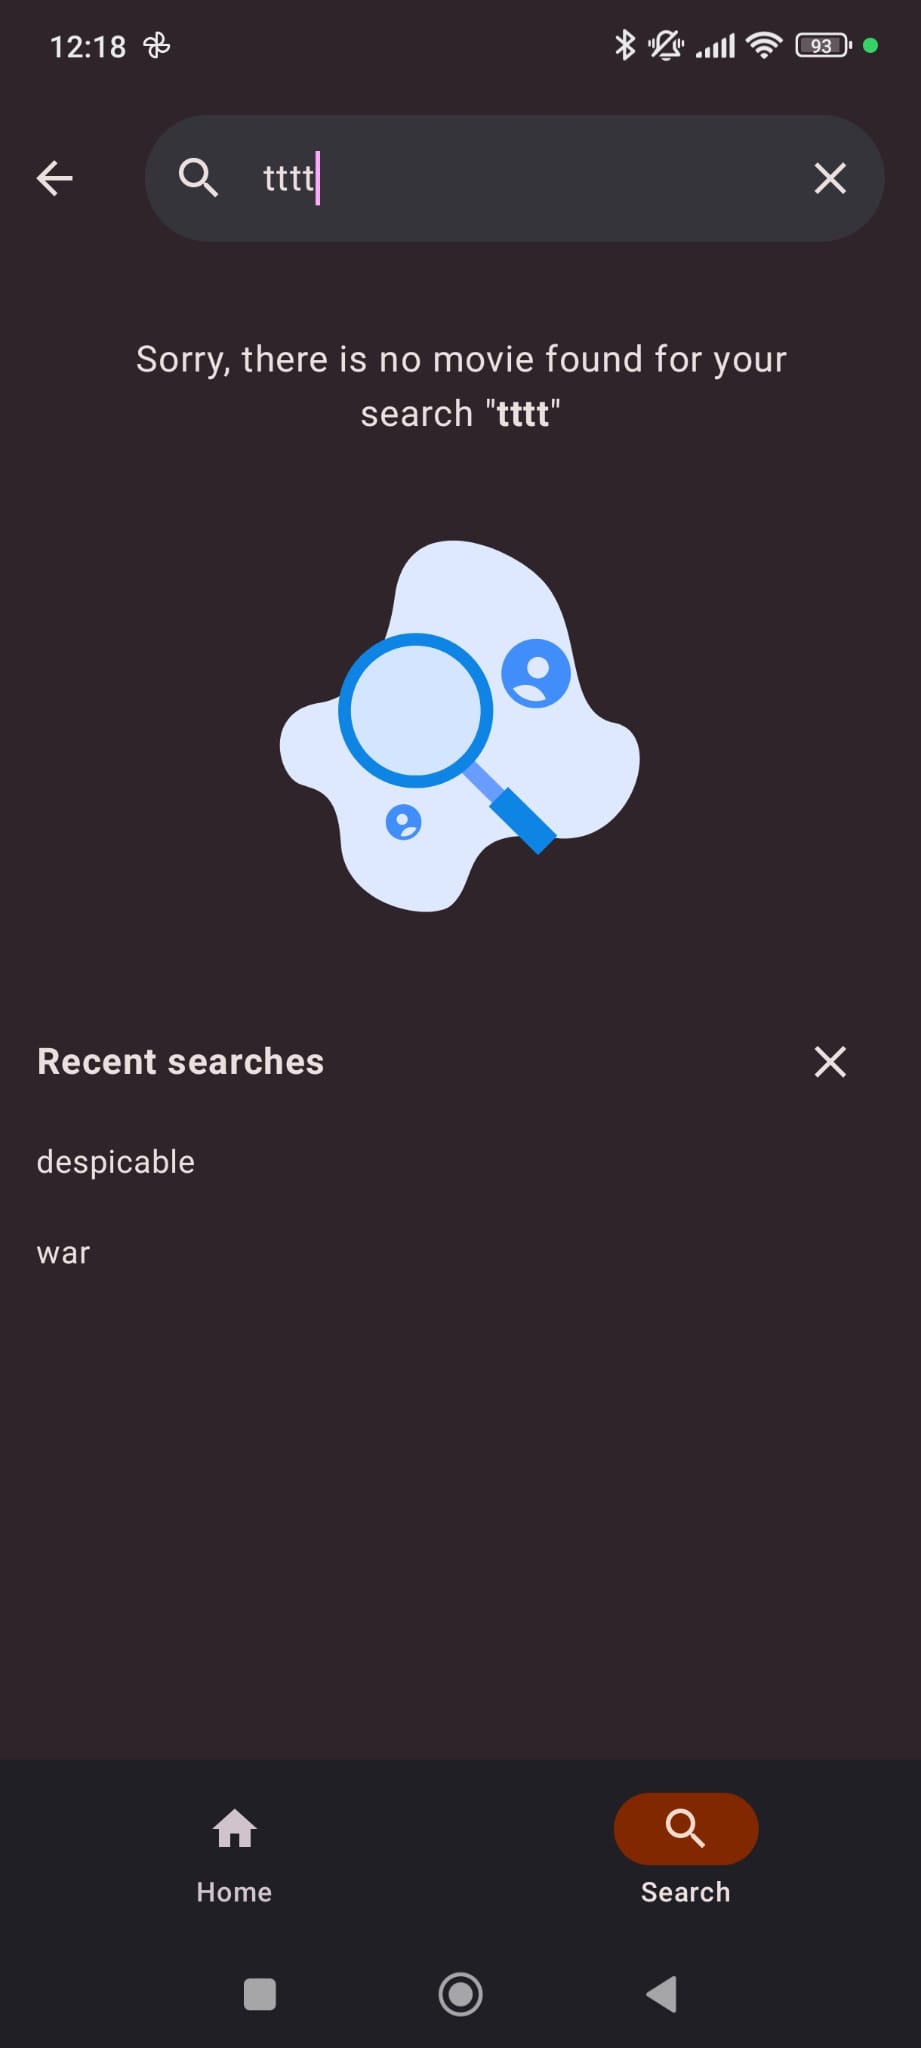 12:18
93
tttt
Sorry, there is no movie found for your
search "tttt"
Recent searches
despicable
war
Home
Search